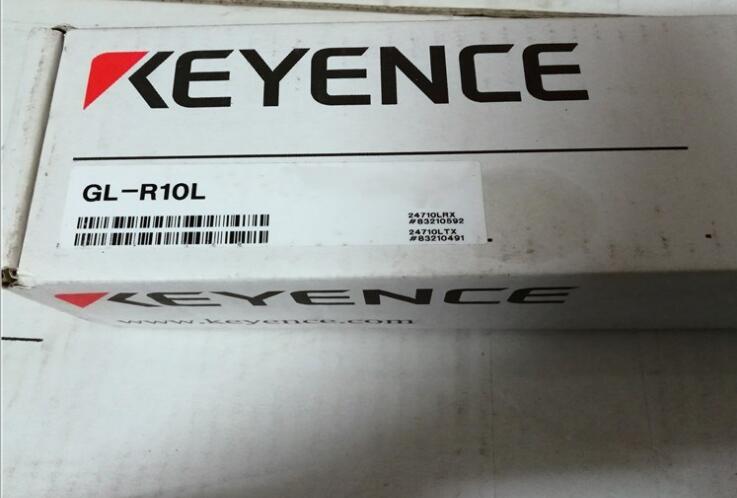 KEYENCE
GL-R10L
24710LRX
#83210592
24710LTX
#83210491
KEYENCE
www.keyence.com